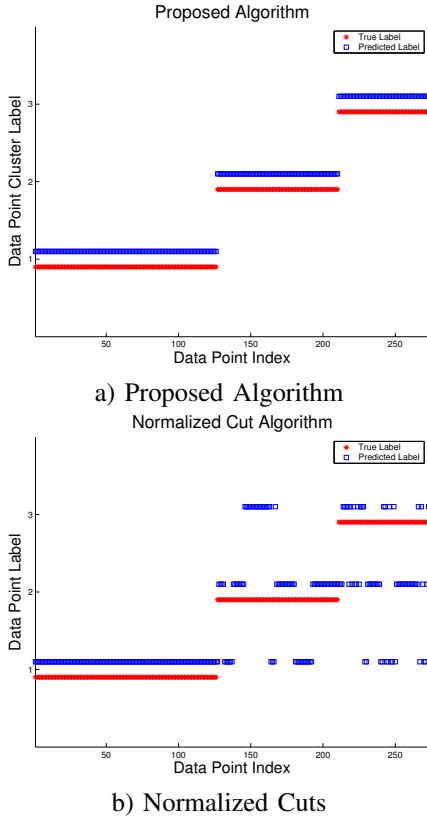 Proposed Algorithm
True Label
Predicted Label
Data Point Cluster Label
3
2
1
50 100 150 200 250
Data Point Index
a) Proposed Algorithm
Normalized Cut Algorithm
True Label
Predicted Label
Data Point Label
3
2
1
50 100 150 200 250
Data Point Index
b) Normalized Cuts